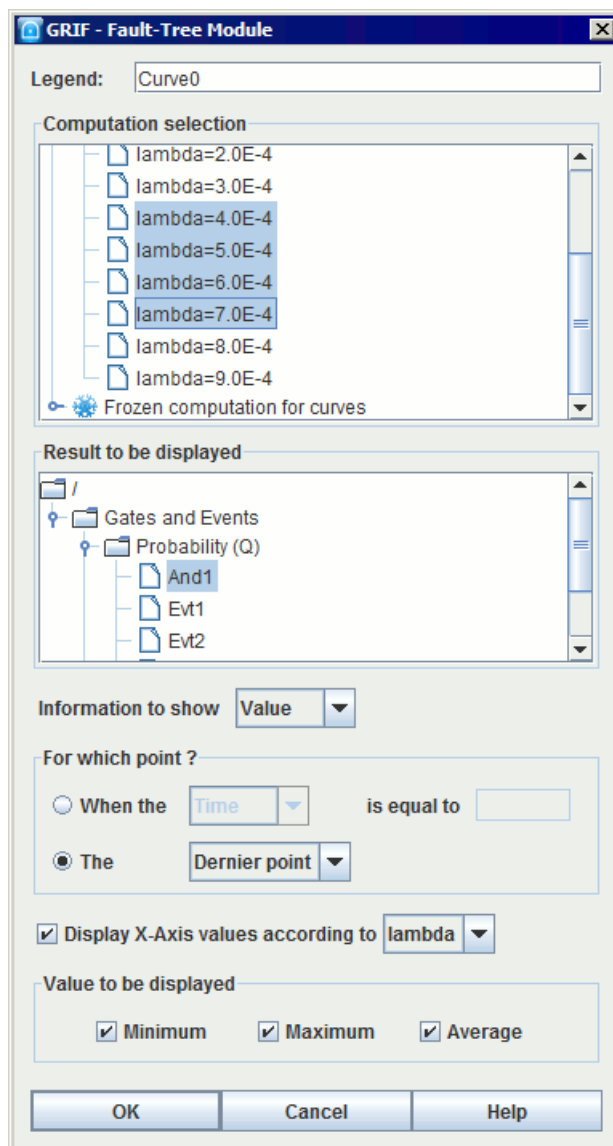 GRIF - Fault-Tree Module
Legend: Curve0
Computation selection
lambda=2.0E-4
lambda=3.0E-4
lambda=4.0E-4
lambda=5.0E-4
lambda=6.0E-4
lambda=7.0E-4
lambda=8.0E-4
lambda=9.0E-4
Frozen computation for curves
Result to be displayed
/
Gates and Events
Probability (Q)
And1
Evt1
Evt2
Information to show Value
For which point ?
When the Time is equal to
The Dernier point
Display X-Axis values according to lambda
Value to be displayed
Minimum Maximum Average
OK Cancel Help